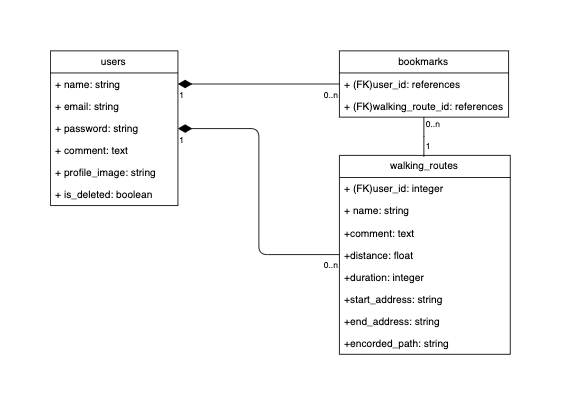 users
+ name: string
+ email: string
+ password: string
+ comment: text
+ profile_image: string
+ is_deleted: boolean
1
0..n
1
0..n
bookmarks
+ (FK)user_id: references
+ (FK)walking_route_id: references
0..n
1
walking_routes
+ (FK)user_id: integer
+ name: string
+comment: text
+distance: float
+duration: integer
+start_address: string
+end_address: string
+encorded_path: string